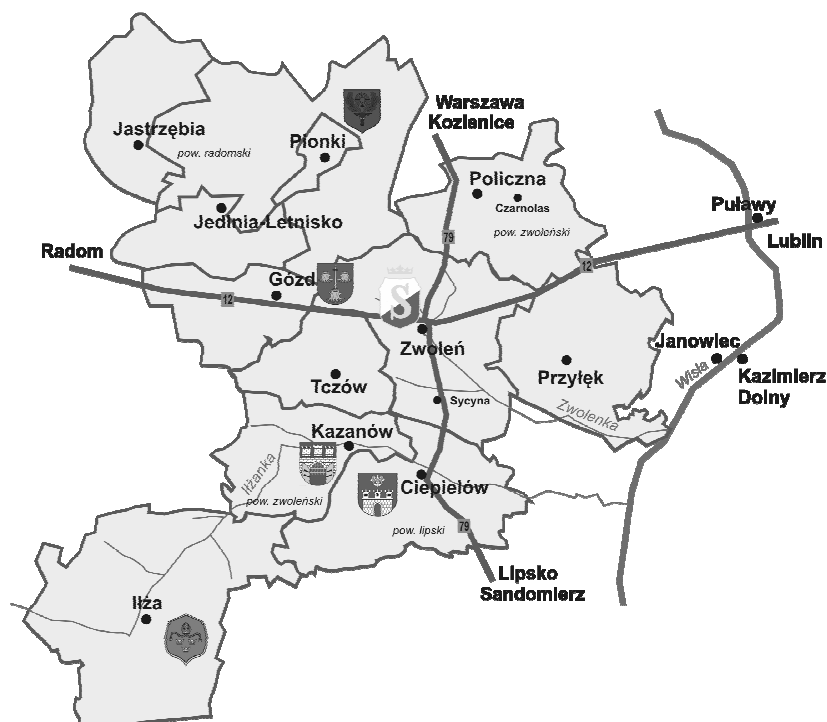 Warszawa
Kozienice
Jastrzębia
Pionki
pow. radomski
Policzna
Czarnolas
Puławy
Jedlnia-Letnisko
pow. zwoleński
Lublin
79
Radom
12
Gózd
12
S
Zwoleń
Janowiec
Przyłęk
Wisła
Kazimierz
Dolny
Tczów
Sycyna
Zwolenka
Kazanów
Iłżanka
Ciepielów
pow. zwoleński
pow. lipski
79
Lipsko
Sandomierz
Iłża